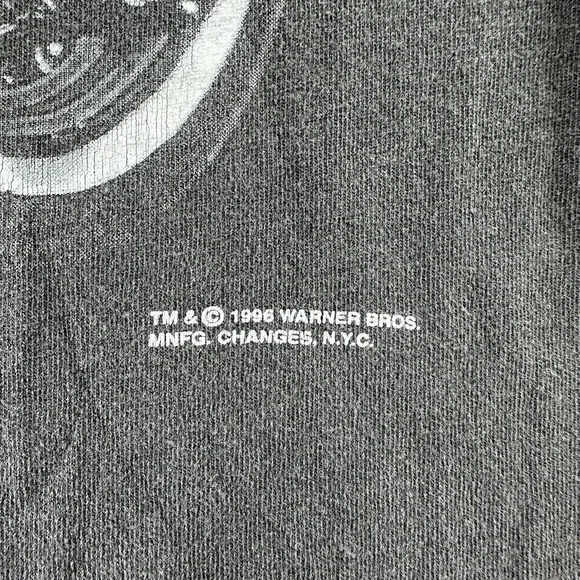 TM & © 1996 WARNER BROS.
MNFG. CHANGES, N.Y.C.